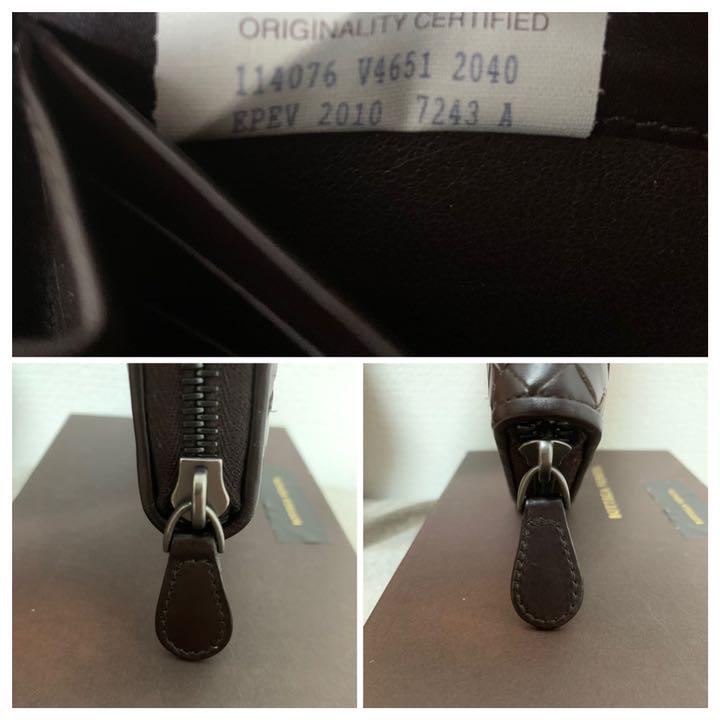 ORIGINALITY CERTIFIED
114076 V4651 2040
EPEV 2010 7243 A